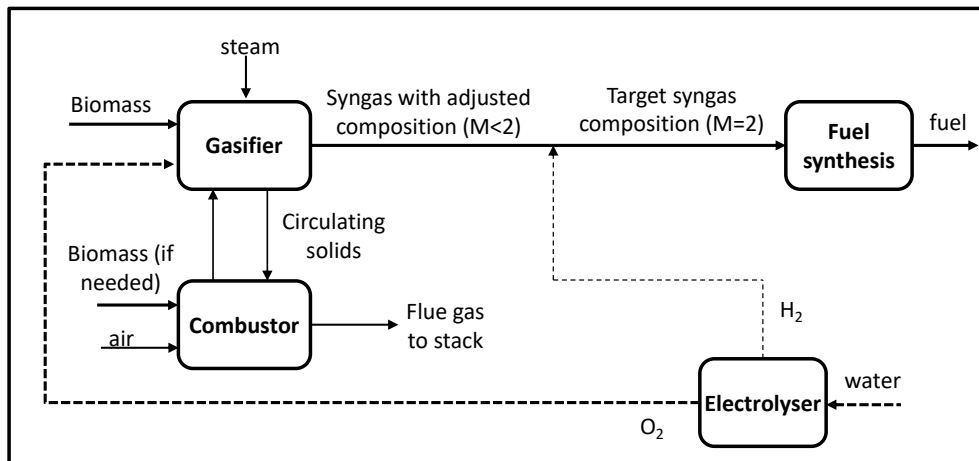 steam
Biomass
Syngas with adjusted
composition (M<2)
Target syngas
composition (M=2)
Gasifier
Fuel
synthesis
fuel
Circulating
solids
Biomass (if
needed)
air
Combustor
Flue gas
to stack
H₂
water
Electrolyser
O₂